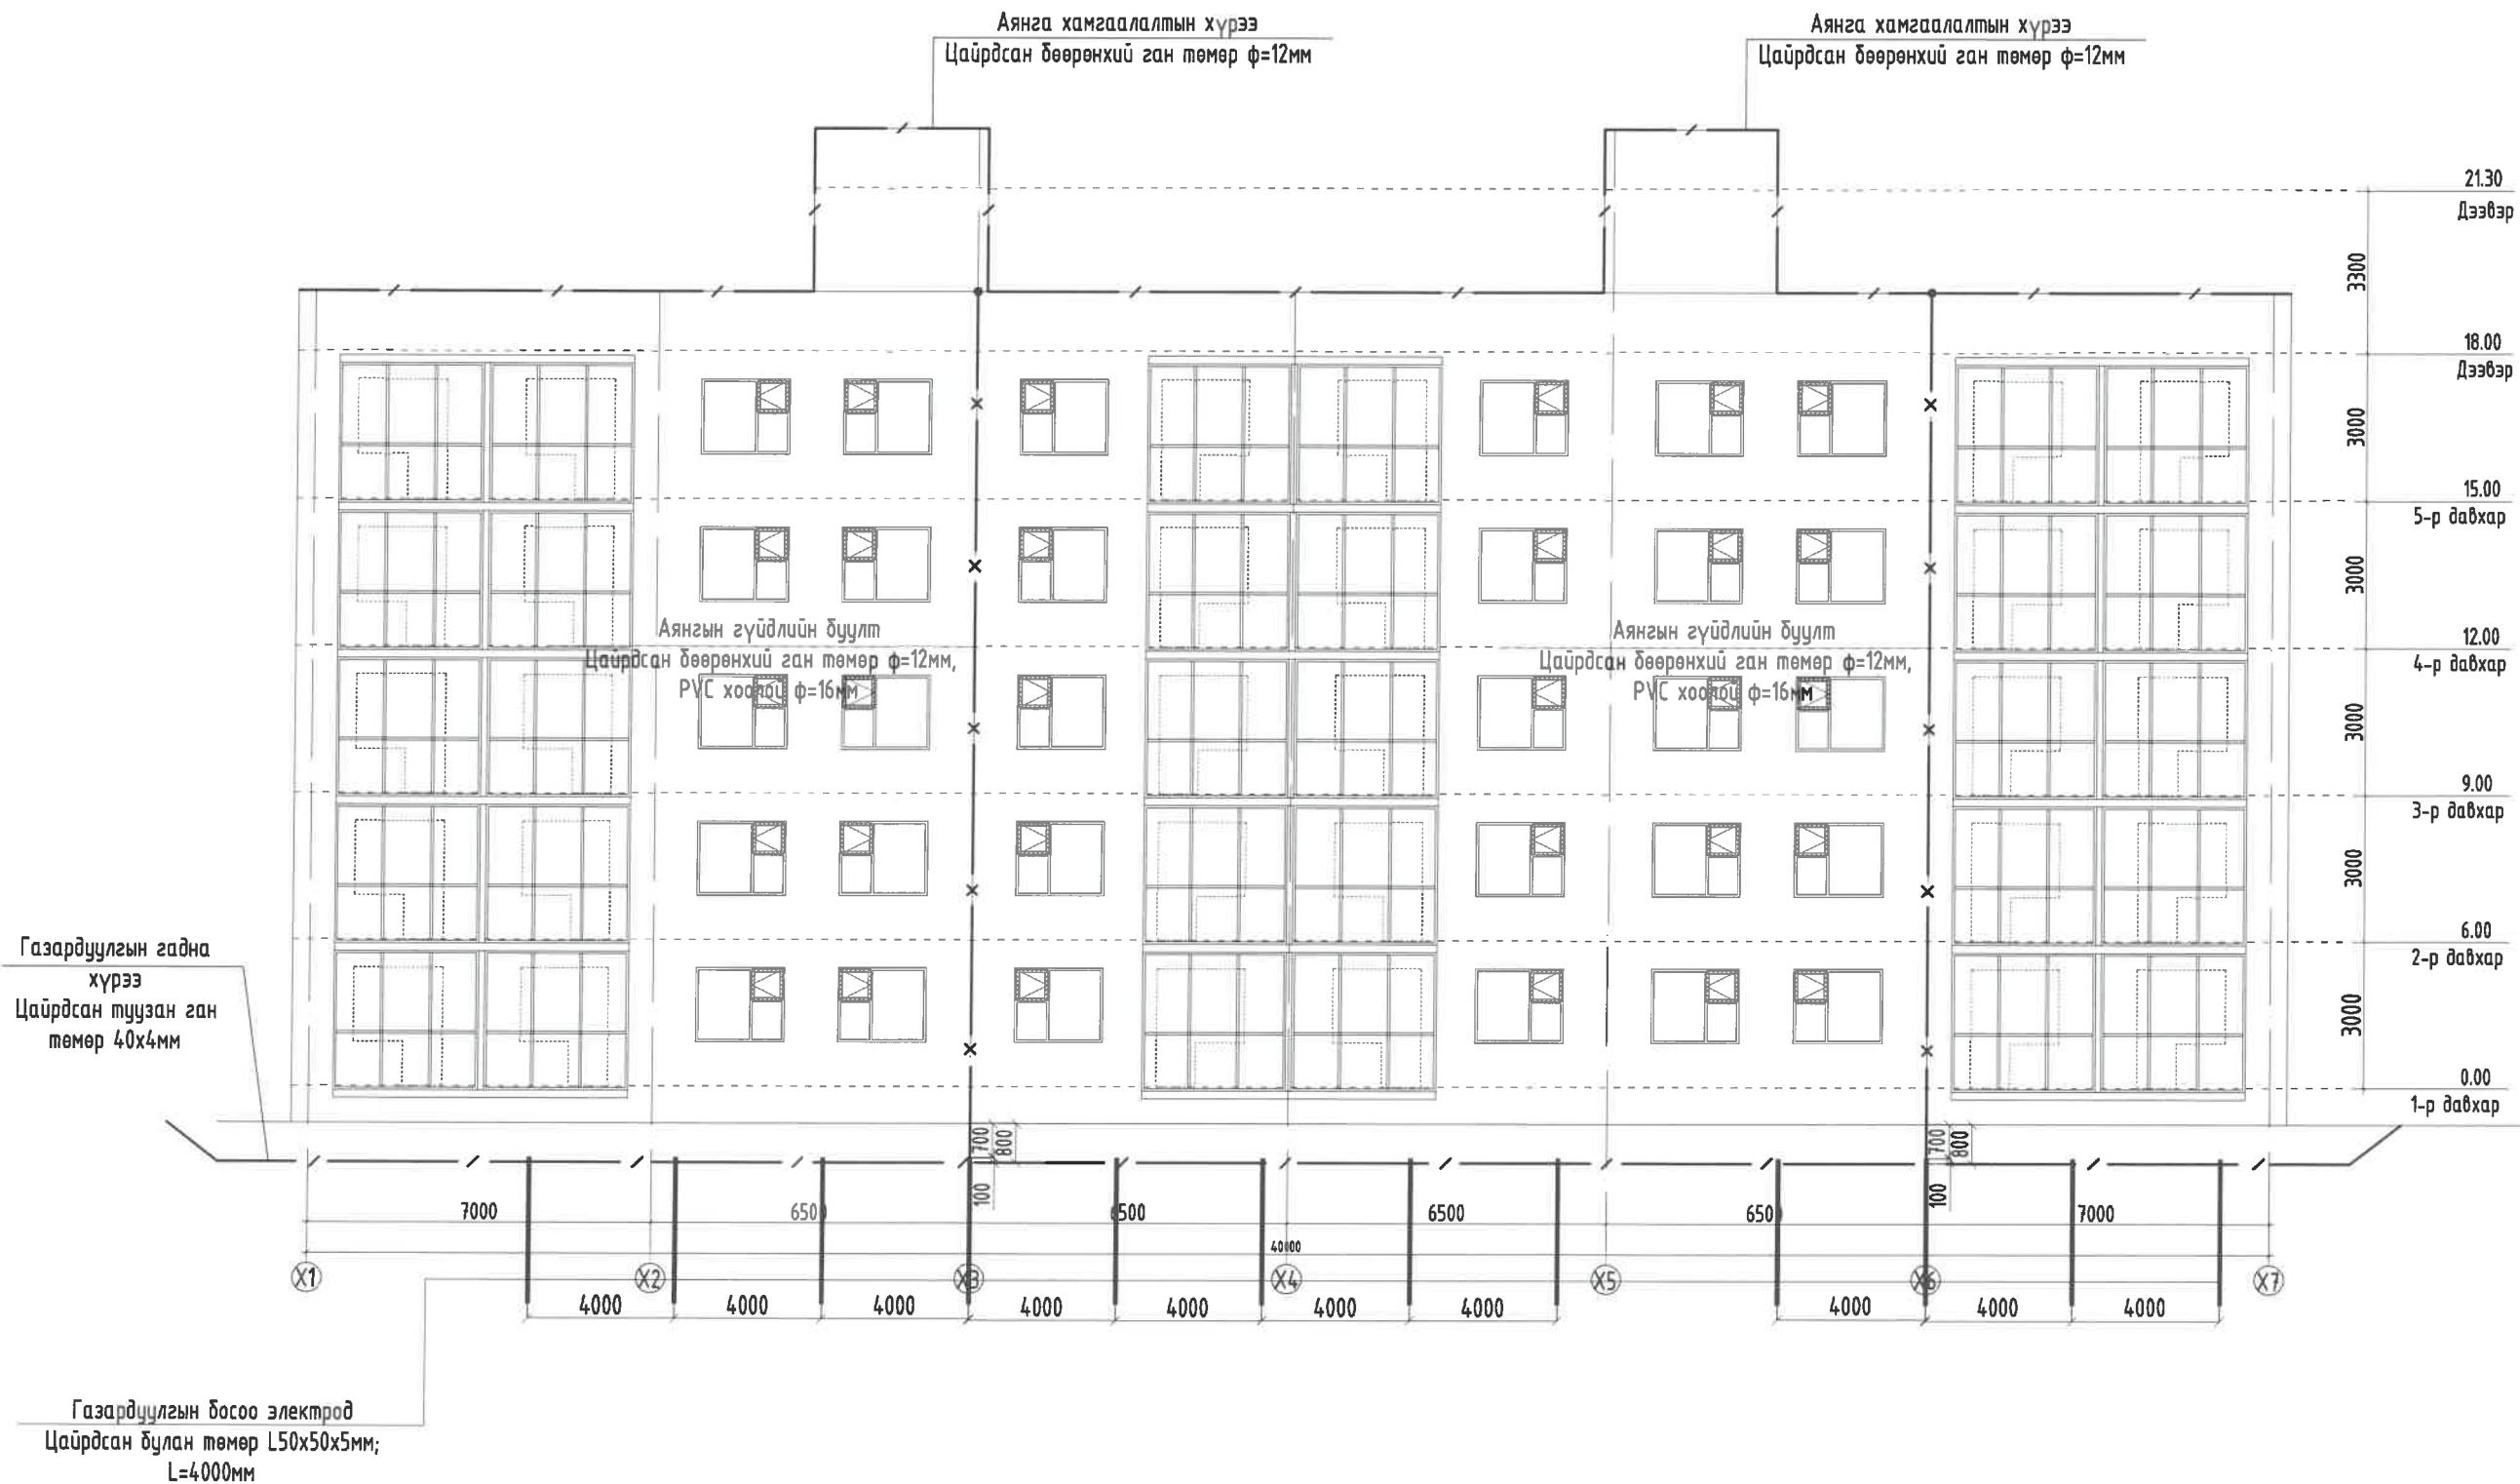 Аянга хамгаалалтын хүрээ
Цайрдсан бөөрөнхий ган төмөр ф=12мм
Аянга хамгаалалтын хүрээ
Цайрдсан бөөрөнхий ган төмөр ф=12мм
21.30
Дээвэр
3300
18.00
Дээвэр
3000
15.00
5-р давхар
3000
Аянгын гүйдлийн буулт
Цайрдсан бөөрөнхий ган төмөр ф=12мм,
PVC хоолой ф=16мм
Аянгын гүйдлийн буулт
Цайрдсан бөөрөнхий ган төмөр ф=12мм,
PVC хоолой ф=16мм
12.00
4-р давхар
3000
9.00
3-р давхар
3000
6.00
2-р давхар
3000
0.00
1-р давхар
Газардуулгын гадна
хүрээ
Цайрдсан туузан ган
төмөр 40х4мм
700
800
100
700
800
100
7000
6500
6500
6500
6500
7000
40000
X1
X2
X3
X4
X5
X6
X7
4000
4000
4000
4000
4000
4000
4000
4000
4000
4000
Газардуулгын босоо электрод
Цайрдсан булан төмөр L50х50х5мм;
L=4000мм